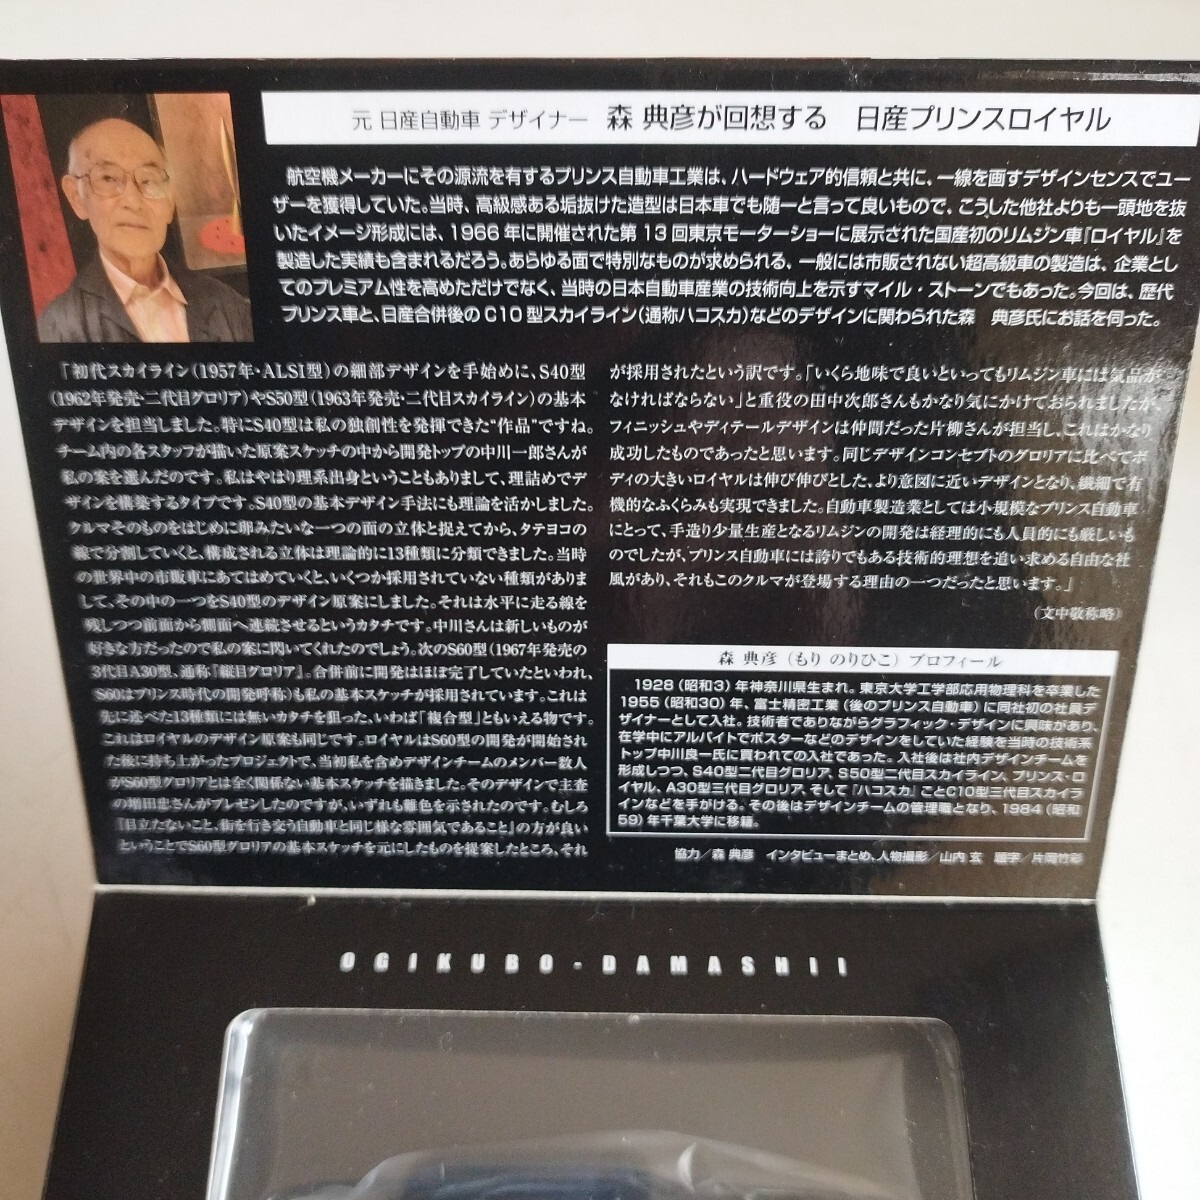 元 日産自動車 デザイナー 森 典彦が回想する 日産プリンスロイヤル
航空機メーカーにその源流を有するプリンス自動車工業は、ハードウェア的信頼と共に、一線を画すデザインセンスでユー
ザーを獲得していた。当時、高級感ある垢抜けた造型は日本車でも随一と言って良いもので、こうした他社よりも一頭地を抜
いたイメージ形成には、1966年に開催された第13回東京モーターショーに展示された国産初のリムジン車『ロイヤル』を
製造した実績も含まれるだろう。あらゆる面で特別なものが求められる、一般には市販されない超高級車の製造は、企業とし
てのプレミアム性を高めただけでなく、当時の日本自動車産業の技術向上を示すマイル・ストーンでもあった。今回は、歴代
プリンス車と、日産合併後のC10型スカイライン(通称ハコスカ)などのデザインに関わられた森 典彦氏にお話を伺った。
「初代スカイライン(1957年・ALSI型)の細部デザインを手始めに、S40型
(1962年発売・二代目グロリア)やS50型(1963年発売・二代目スカイライン)の基本
デザインを担当しました。特にS40型は私の独創性を発揮できた"作品"ですね。
チーム内の各スタッフが描いた原案スケッチの中から開発トップの中川一郎さんが
私の案を選んだのです。私はやはり理系出身ということもありまして、理詰めでデ
ザインを構築するタイプです。S40型の基本デザイン手法にも理論を活かしました。
クルマそのものをはじめに卵みたいな一つの面の立体と捉えてから、タテヨコの
線で分割していくと、構成される立体は理論的に13種類に分類できました。当時
の世界中の市販車にあてはめていくと、いくつか採用されていない種類がありま
して、その中の一つをS40型のデザイン原案にしました。それは水平に走る線を
残しつつ前面から側面へ連続させるというカタチです。中川さんは新しいものが
好きな方だったので私の案に閃いてくれたのでしょう。次のS60型(1967年発売の
3代目A30型、通称『縦目グロリア』。合併前に開発はほぼ完了していたといわれ、
S60はプリンス時代の開発呼称)も私の基本スケッチが採用されています。これは
先に述べた13種類には無いカタチを狙った、いわば「複合型」ともいえる物です。
これはロイヤルのデザイン原案も同じです。ロイヤルはS60型の開発が開始され
た後に持ち上がったプロジェクトで、当初私を含めデザインチームのメンバー数人
がS60型グロリアとは全く関係ない基本スケッチを描きました。そのデザインで主査
の増田忠さんがプレゼンしたのですが、いずれも難色を示されたのです。むしろ
『目立たないこと、街を行き交う自動車と同じ様な雰囲気であること』の方が良い
ということでS60型グロリアの基本スケッチを元にしたものを提案したところ、それ
が採用されたという訳です。「いくら地味で良いといってもリムジン車には気品が
なければならない」と重役の田中次郎さんもかなり気にかけておられましたが、
フィニッシュやディテールデザインは仲間だった片柳さんが担当し、これはかなり
成功したものであったと思います。同じデザインコンセプトのグロリアに比べてボ
ディの大きいロイヤルは伸び伸びとした、より意図に近いデザインとなり、繊細で有
機的なふくらみも実現できました。自動車製造業としては小規模なプリンス自動車
にとって、手造り少量生産となるリムジンの開発は経理的にも人員的にも厳しいも
のでしたが、プリンス自動車には誇りでもある技術的理想を追い求める自由な社
風があり、それもこのクルマが登場する理由の一つだったと思います。」
(文中敬称略)
森 典彦(もり のりひこ)プロフィール
1928(昭和3)年神奈川県生まれ。東京大学工学部応用物理科を卒業した
1955(昭和30)年、富士精密工業(後のプリンス自動車)に同社初の社員デ
ザイナーとして入社。技術者でありながらグラフィック・デザインに興味があり、
在学中にアルバイトでポスターなどのデザインをしていた経験を当時の技術系
トップ中川良一氏に買われての入社であった。入社後は社内デザインチームを
形成しつつ、S40型二代目グロリア、S50型二代目スカイライン、プリンス・ロ
イヤル、A30型三代目グロリア、そして『ハコスカ』ことC10型三代目スカイラ
インなどを手がける。その後はデザインチームの管理職となり、1984(昭和
59)年千葉大学に移籍。
協力/森 典彦 インタビューまとめ、人物撮影/山内 玄 題字/片岡竹彩
OGIKUBO-DAMASHII